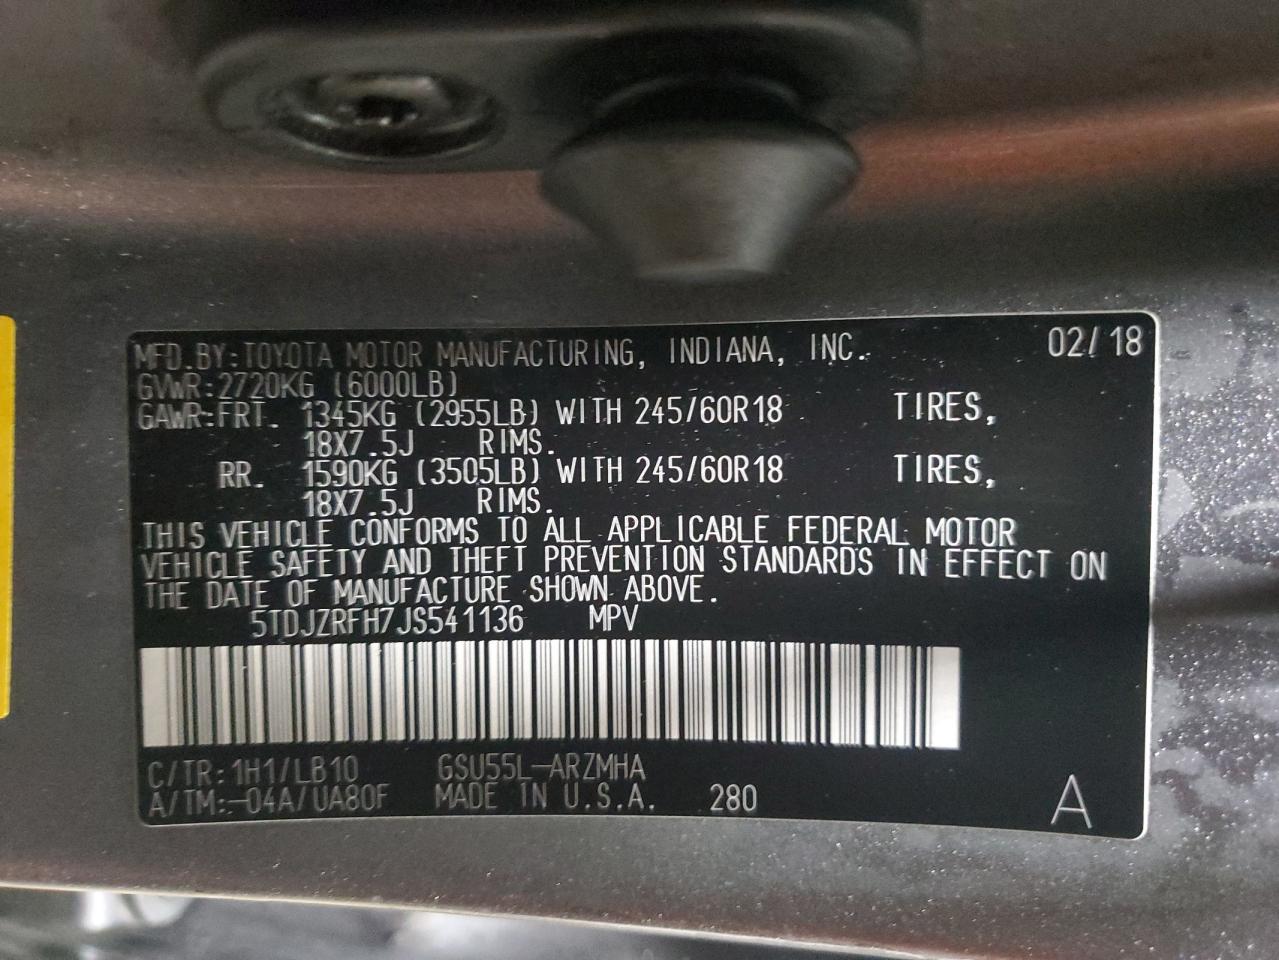 MFD.BY:TOYOTA MOTOR MANUFACTURING, INDIANA, INC. 02/18
GVWR:2720KG (6000LB)
GAWR:FRT. 1345KG (2955LB) WITH 245/60R18 TIRES,
18X7.5J RIMS.
RR. 1590KG (3505LB) WITH 245/60R18 TIRES,
18X7.5J RIMS.
THIS VEHICLE CONFORMS TO ALL APPLICABLE FEDERAL MOTOR
VEHICLE SAFETY AND THEFT PREVENTION STANDARDS IN EFFECT ON
THE DATE OF MANUFACTURE SHOWN ABOVE.
5TDJZRFH7JS541136 MPV
C/TR:1H1/LB10 GSU55L-ARZMHA
A/TM:-04A/UA80F MADE IN U.S.A. 280 A